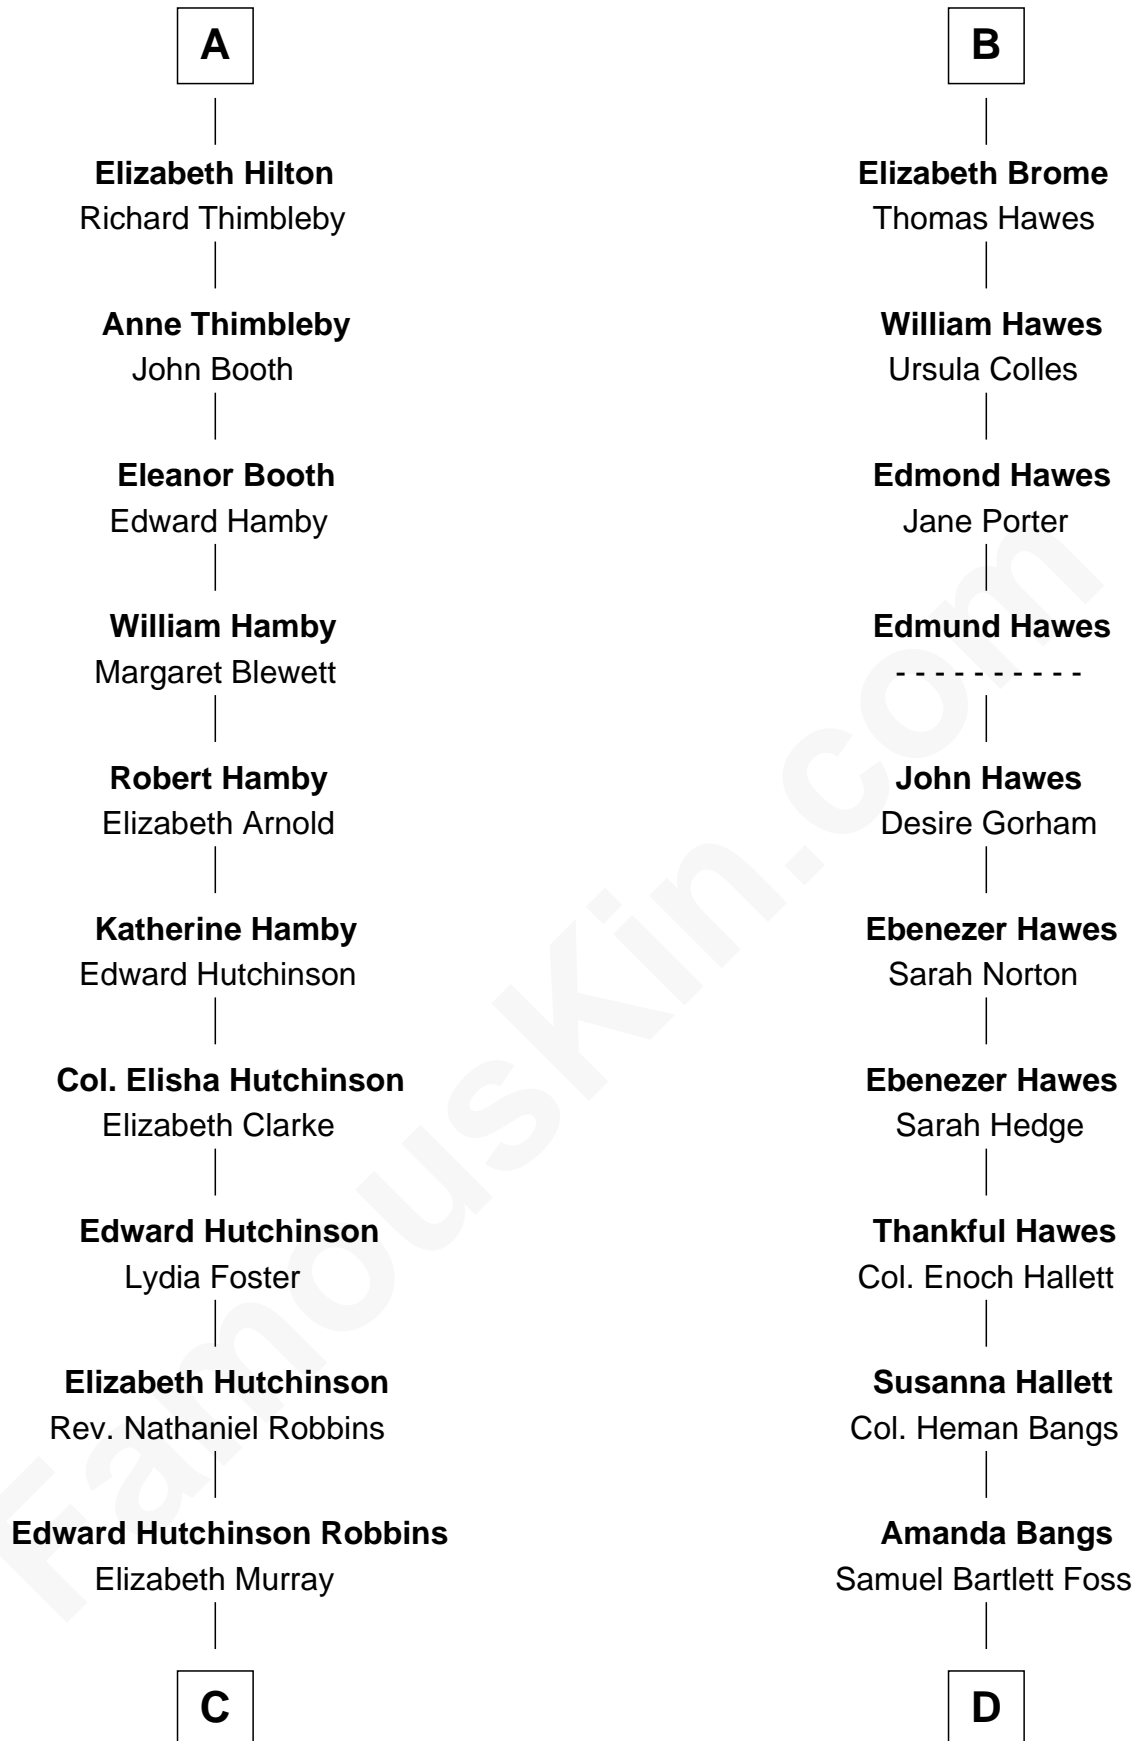 A
Elizabeth Hilton
Richard Thimbleby
Anne Thimbleby
John Booth
Eleanor Booth
Edward Hamby
William Hamby
Margaret Blewett
Robert Hamby
Elizabeth Arnold
Katherine Hamby
Edward Hutchinson
Col. Elisha Hutchinson
Elizabeth Clarke
Edward Hutchinson
Lydia Foster
Elizabeth Hutchinson
Rev. Nathaniel Robbins
Edward Hutchinson Robbins
Elizabeth Murray
C
B
Elizabeth Brome
Thomas Hawes
William Hawes
Ursula Colles
Edmond Hawes
Jane Porter
Edmund Hawes
- - - - - - - - - -
John Hawes
Desire Gorham
Ebenezer Hawes
Sarah Norton
Ebenezer Hawes
Sarah Hedge
Thankful Hawes
Col. Enoch Hallett
Susanna Hallett
Col. Heman Bangs
Amanda Bangs
Samuel Bartlett Foss
D
FamousKin.com